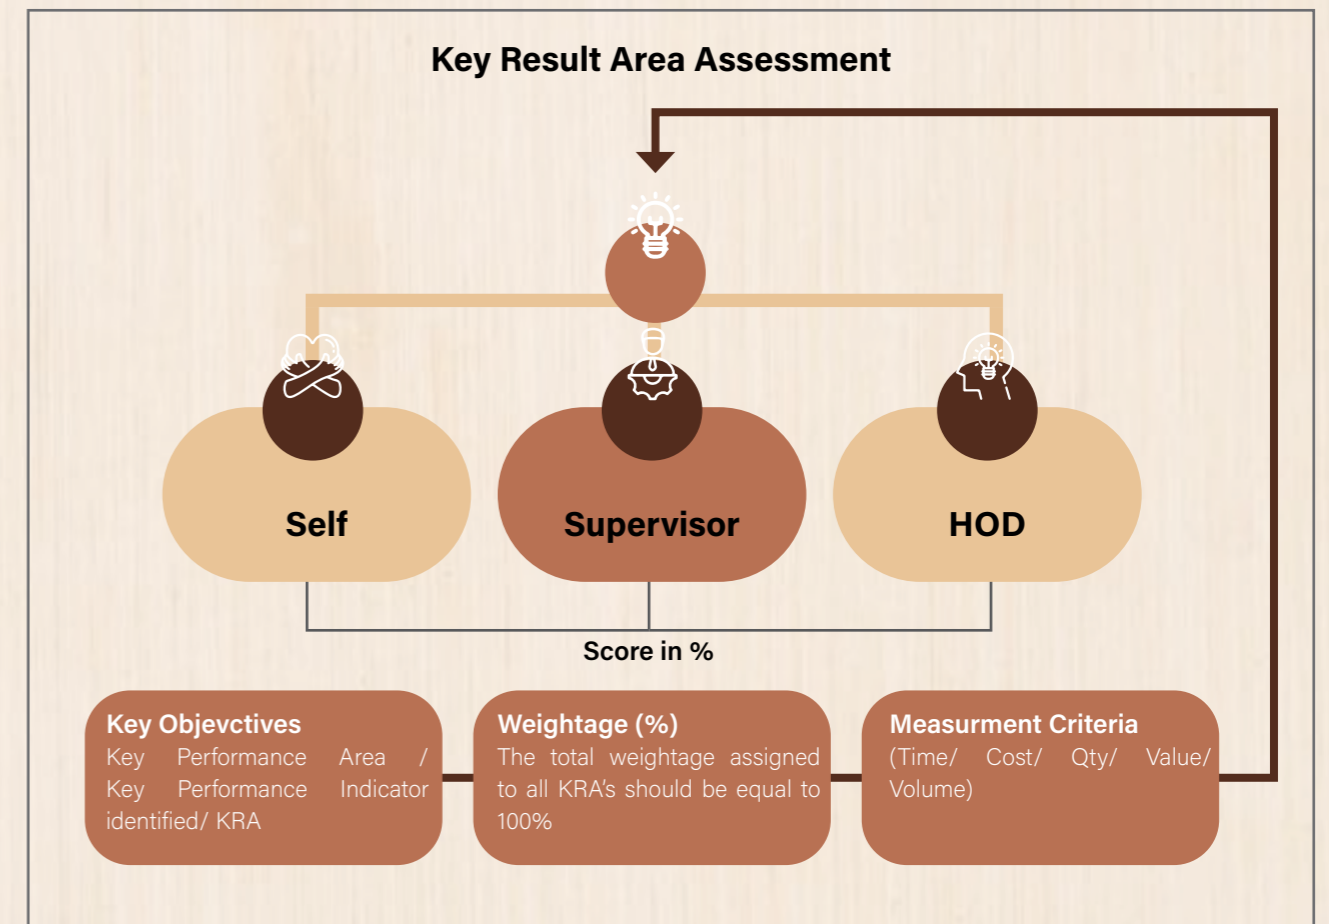 Key Result Area Assessment
Self
Supervisor
HOD
Score in %
Key Objevctives
Key Performance Area /
Key Performance Indicator
identified/ KRA
Weightage (%)
The total weightage assigned
to all KRA's should be equal to
100%
Measurment Criteria
(Time/ Cost/ Qty/ Value/
Volume)